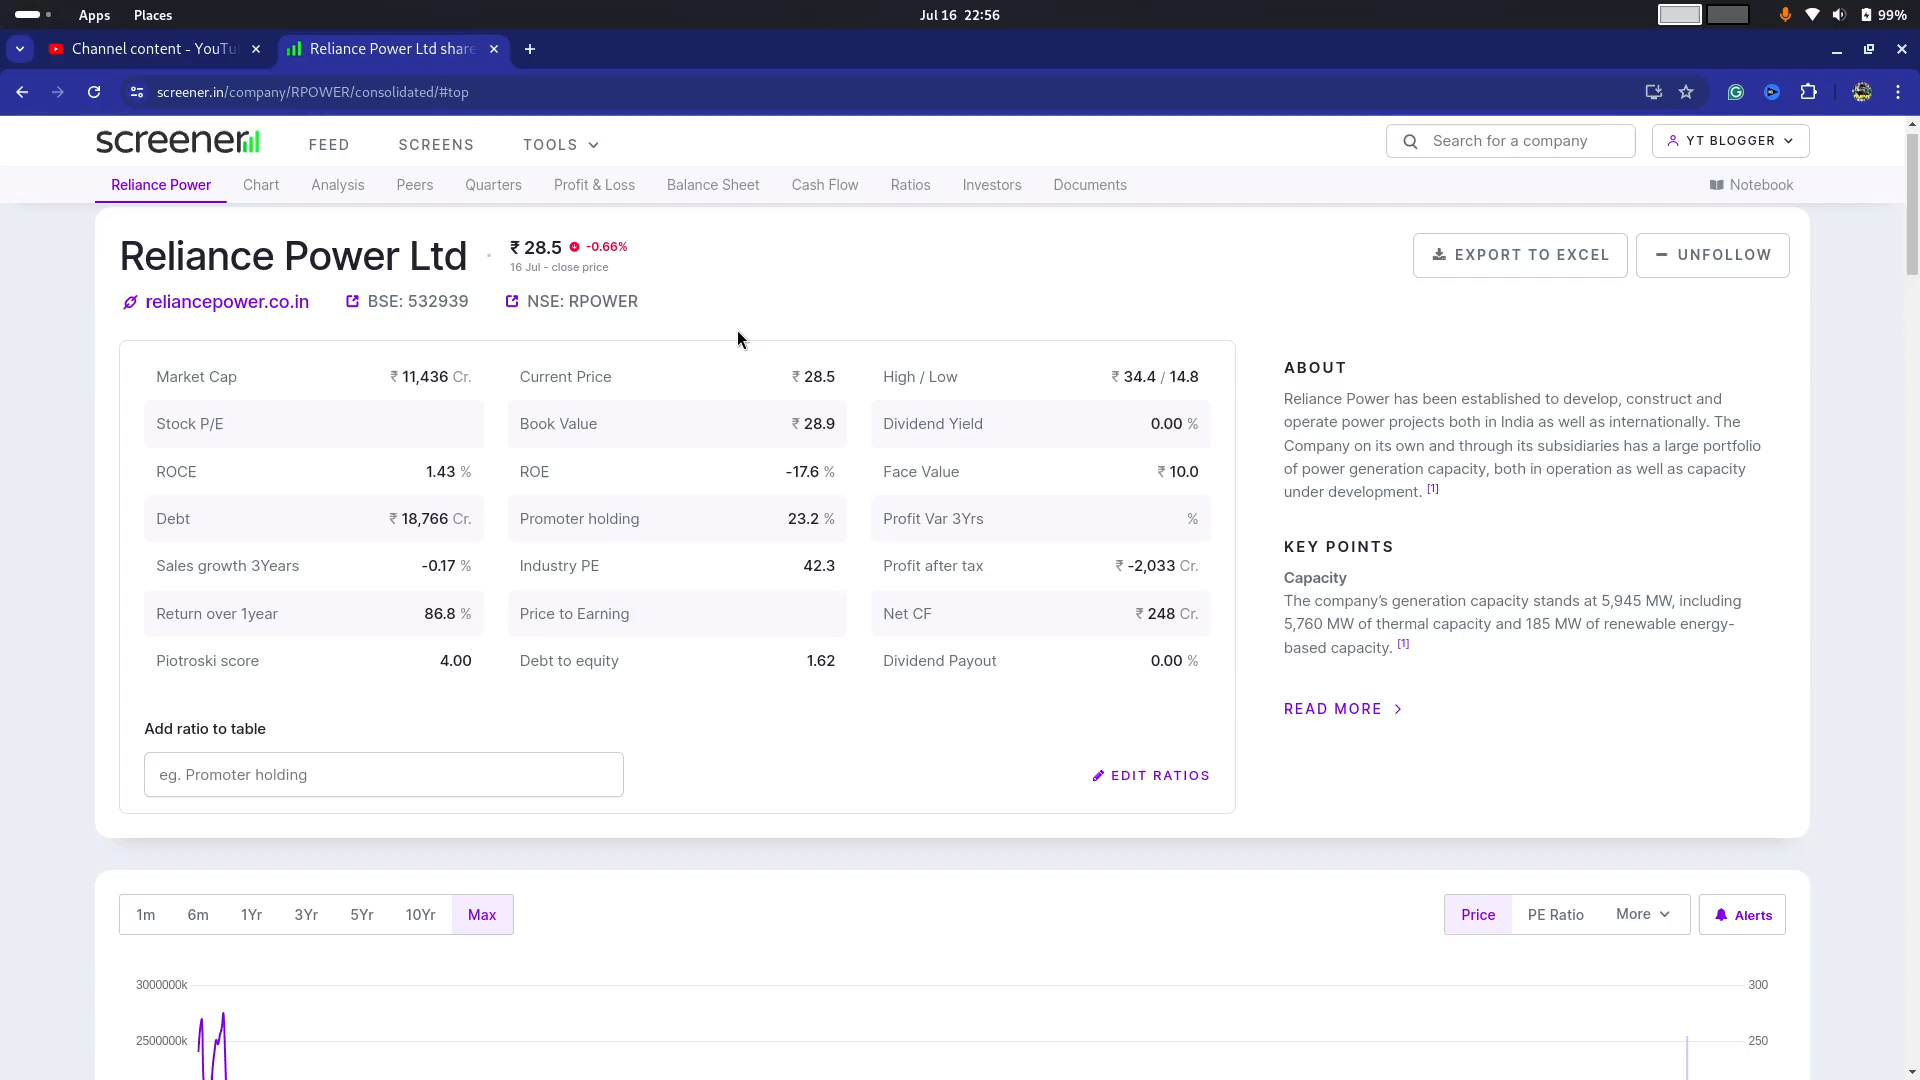 Apps Places Jul 16 22:56 99%
Channel content - YouTu Reliance Power Ltd share
screener.in/company/RPOWER/consolidated/#top
screener FEED SCREENS TOOLS Search for a company YT BLOGGER
Reliance Power Chart Analysis Peers Quarters Profit & Loss Balance Sheet Cash Flow Ratios Investors Documents Notebook
Reliance Power Ltd ₹ 28.5 -0.66%
16 Jul - close price
EXPORT TO EXCEL UNFOLLOW
reliancepower.co.in BSE: 532939 NSE: RPOWER
Market Cap ₹ 11,436 Cr. Current Price ₹ 28.5 High / Low ₹ 34.4 / 14.8
Stock P/E Book Value ₹ 28.9 Dividend Yield 0.00 %
ROCE 1.43 % ROE -17.6 % Face Value ₹ 10.0
Debt ₹ 18,766 Cr. Promoter holding 23.2 % Profit Var 3Yrs %
Sales growth 3Years -0.17 % Industry PE 42.3 Profit after tax ₹ -2,033 Cr.
Return over 1year 86.8 % Price to Earning Net CF ₹ 248 Cr.
Piotroski score 4.00 Debt to equity 1.62 Dividend Payout 0.00 %
Add ratio to table
eg. Promoter holding
EDIT RATIOS
ABOUT
Reliance Power has been established to develop, construct and
operate power projects both in India as well as internationally. The
Company on its own and through its subsidiaries has a large portfolio
of power generation capacity, both in operation as well as capacity
under development. [1]
KEY POINTS
Capacity
The company's generation capacity stands at 5,945 MW, including
5,760 MW of thermal capacity and 185 MW of renewable energy-
based capacity. [1]
READ MORE
1m 6m 1Yr 3Yr 5Yr 10Yr Max Price PE Ratio More Alerts
3000000k 300
2500000k 250